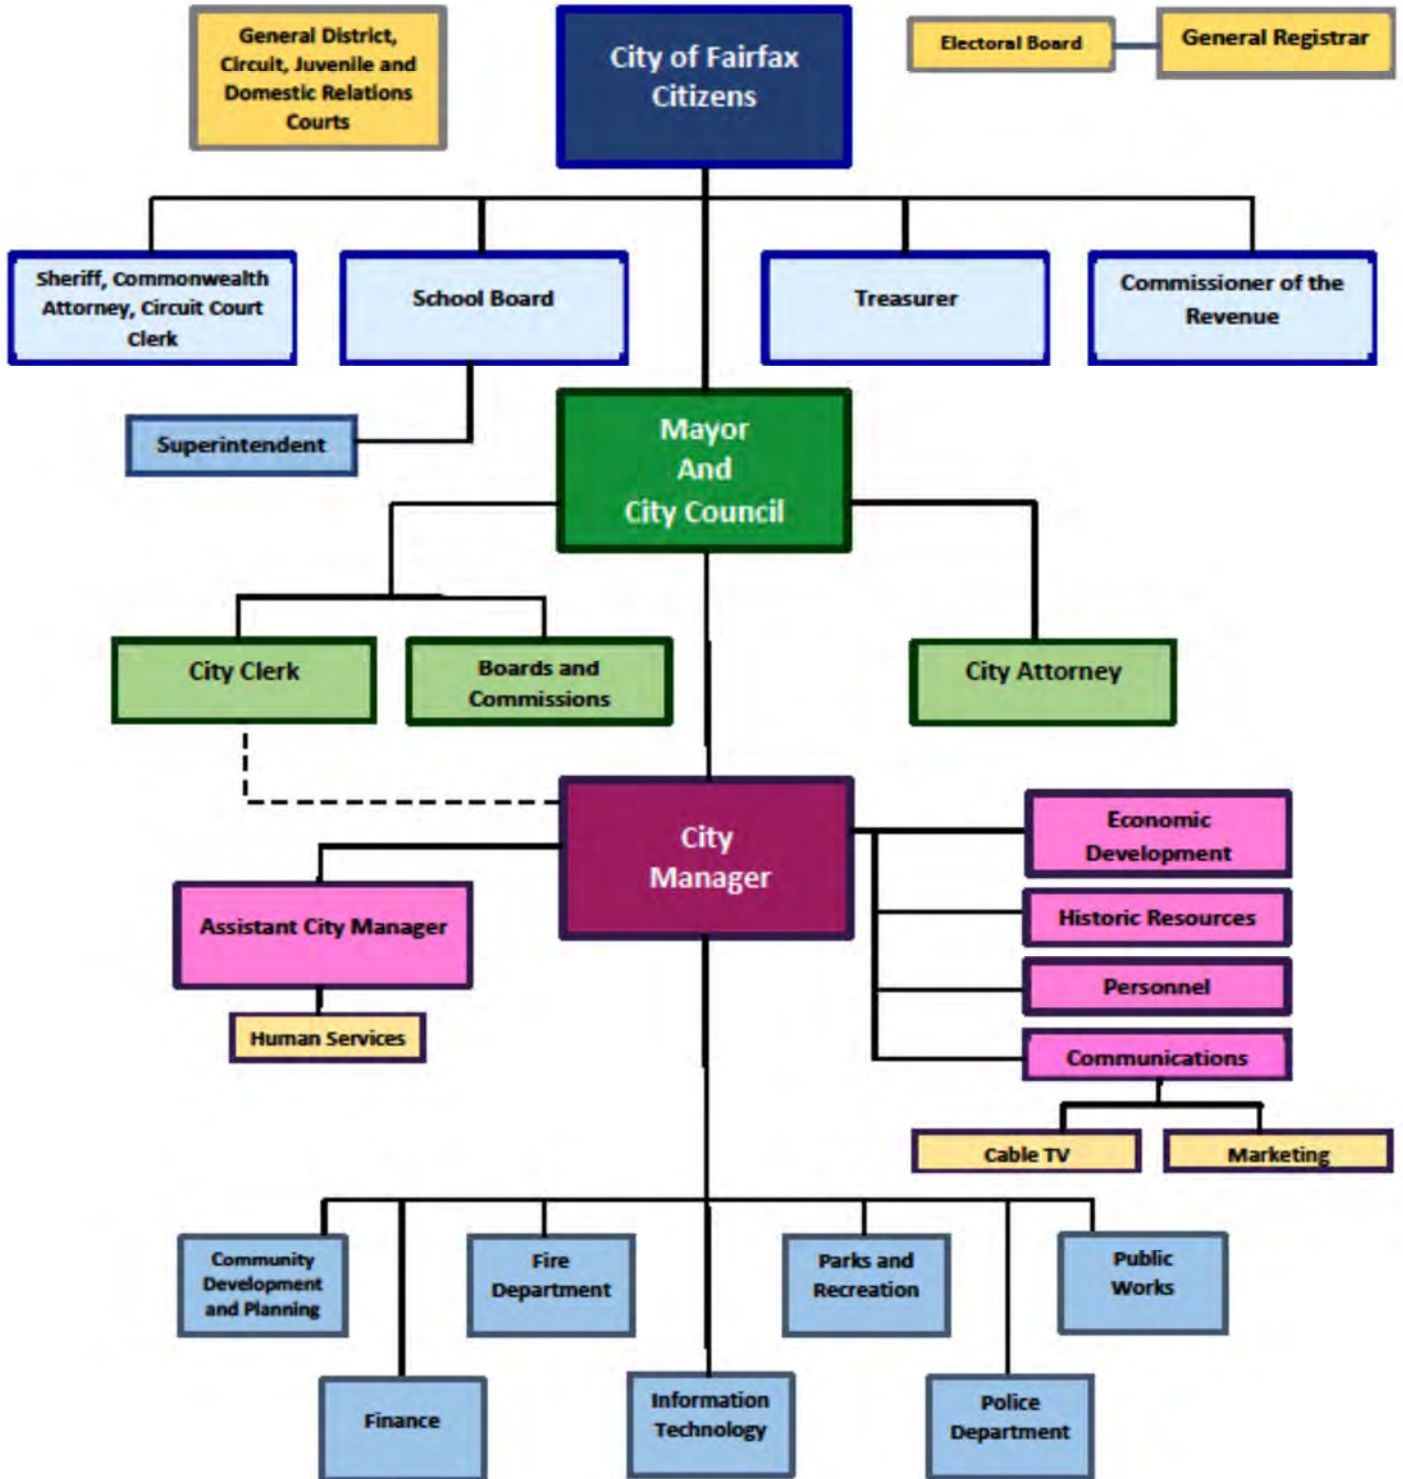 General District,
Circuit, Juvenile and
Domestic Relations
Courts
City of Fairfax
Citizens
Electoral Board
General Registrar
Sheriff, Commonwealth
Attorney, Circuit Court
Clerk
School Board
Treasurer
Commissioner of the
Revenue
Superintendent
Mayor
And
City Council
City Clerk
Boards and
Commissions
City Attorney
City
Manager
Economic
Development
Historic Resources
Personnel
Communications
Assistant City Manager
Human Services
Cable TV
Marketing
Community
Development
and Planning
Fire
Department
Parks and
Recreation
Public
Works
Finance
Information
Technology
Police
Department